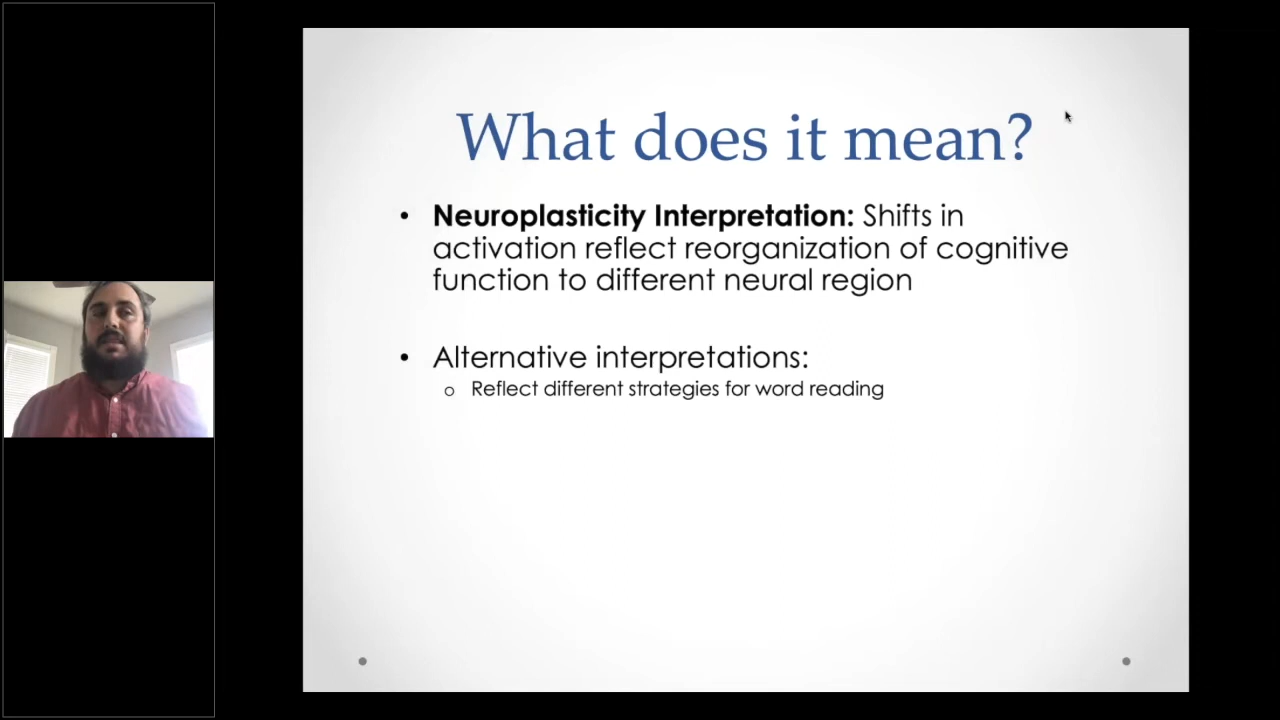 What does it mean?
• Neuroplasticity Interpretation: Shifts in
activation reflect reorganization of cognitive
function to different neural region
• Alternative interpretations:
o Reflect different strategies for word reading